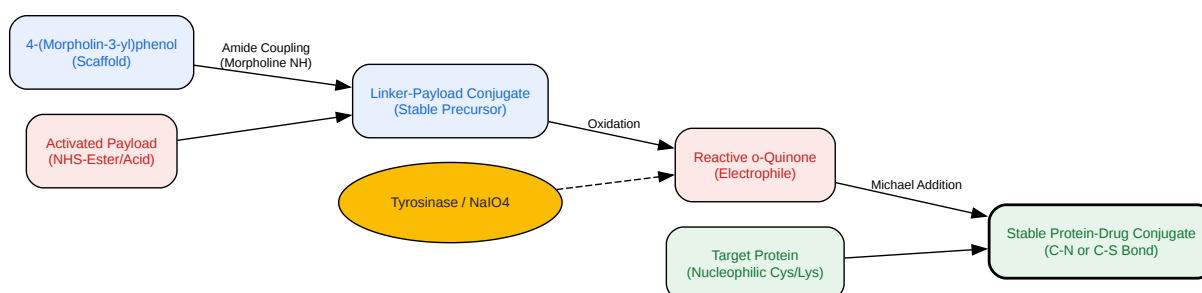 4-(Morpholin-3-yl)phenol
(Scaffold)
Amide Coupling
(Morpholine NH)
Activated Payload
(NHS-Ester/Acid)
Linker-Payload Conjugate
(Stable Precursor)
Oxidation
Tyrosinase / NaIO4
Reactive o-Quinone
(Electrophile)
Michael Addition
Target Protein
(Nucleophilic Cys/Lys)
Stable Protein-Drug Conjugate
(C-N or C-S Bond)